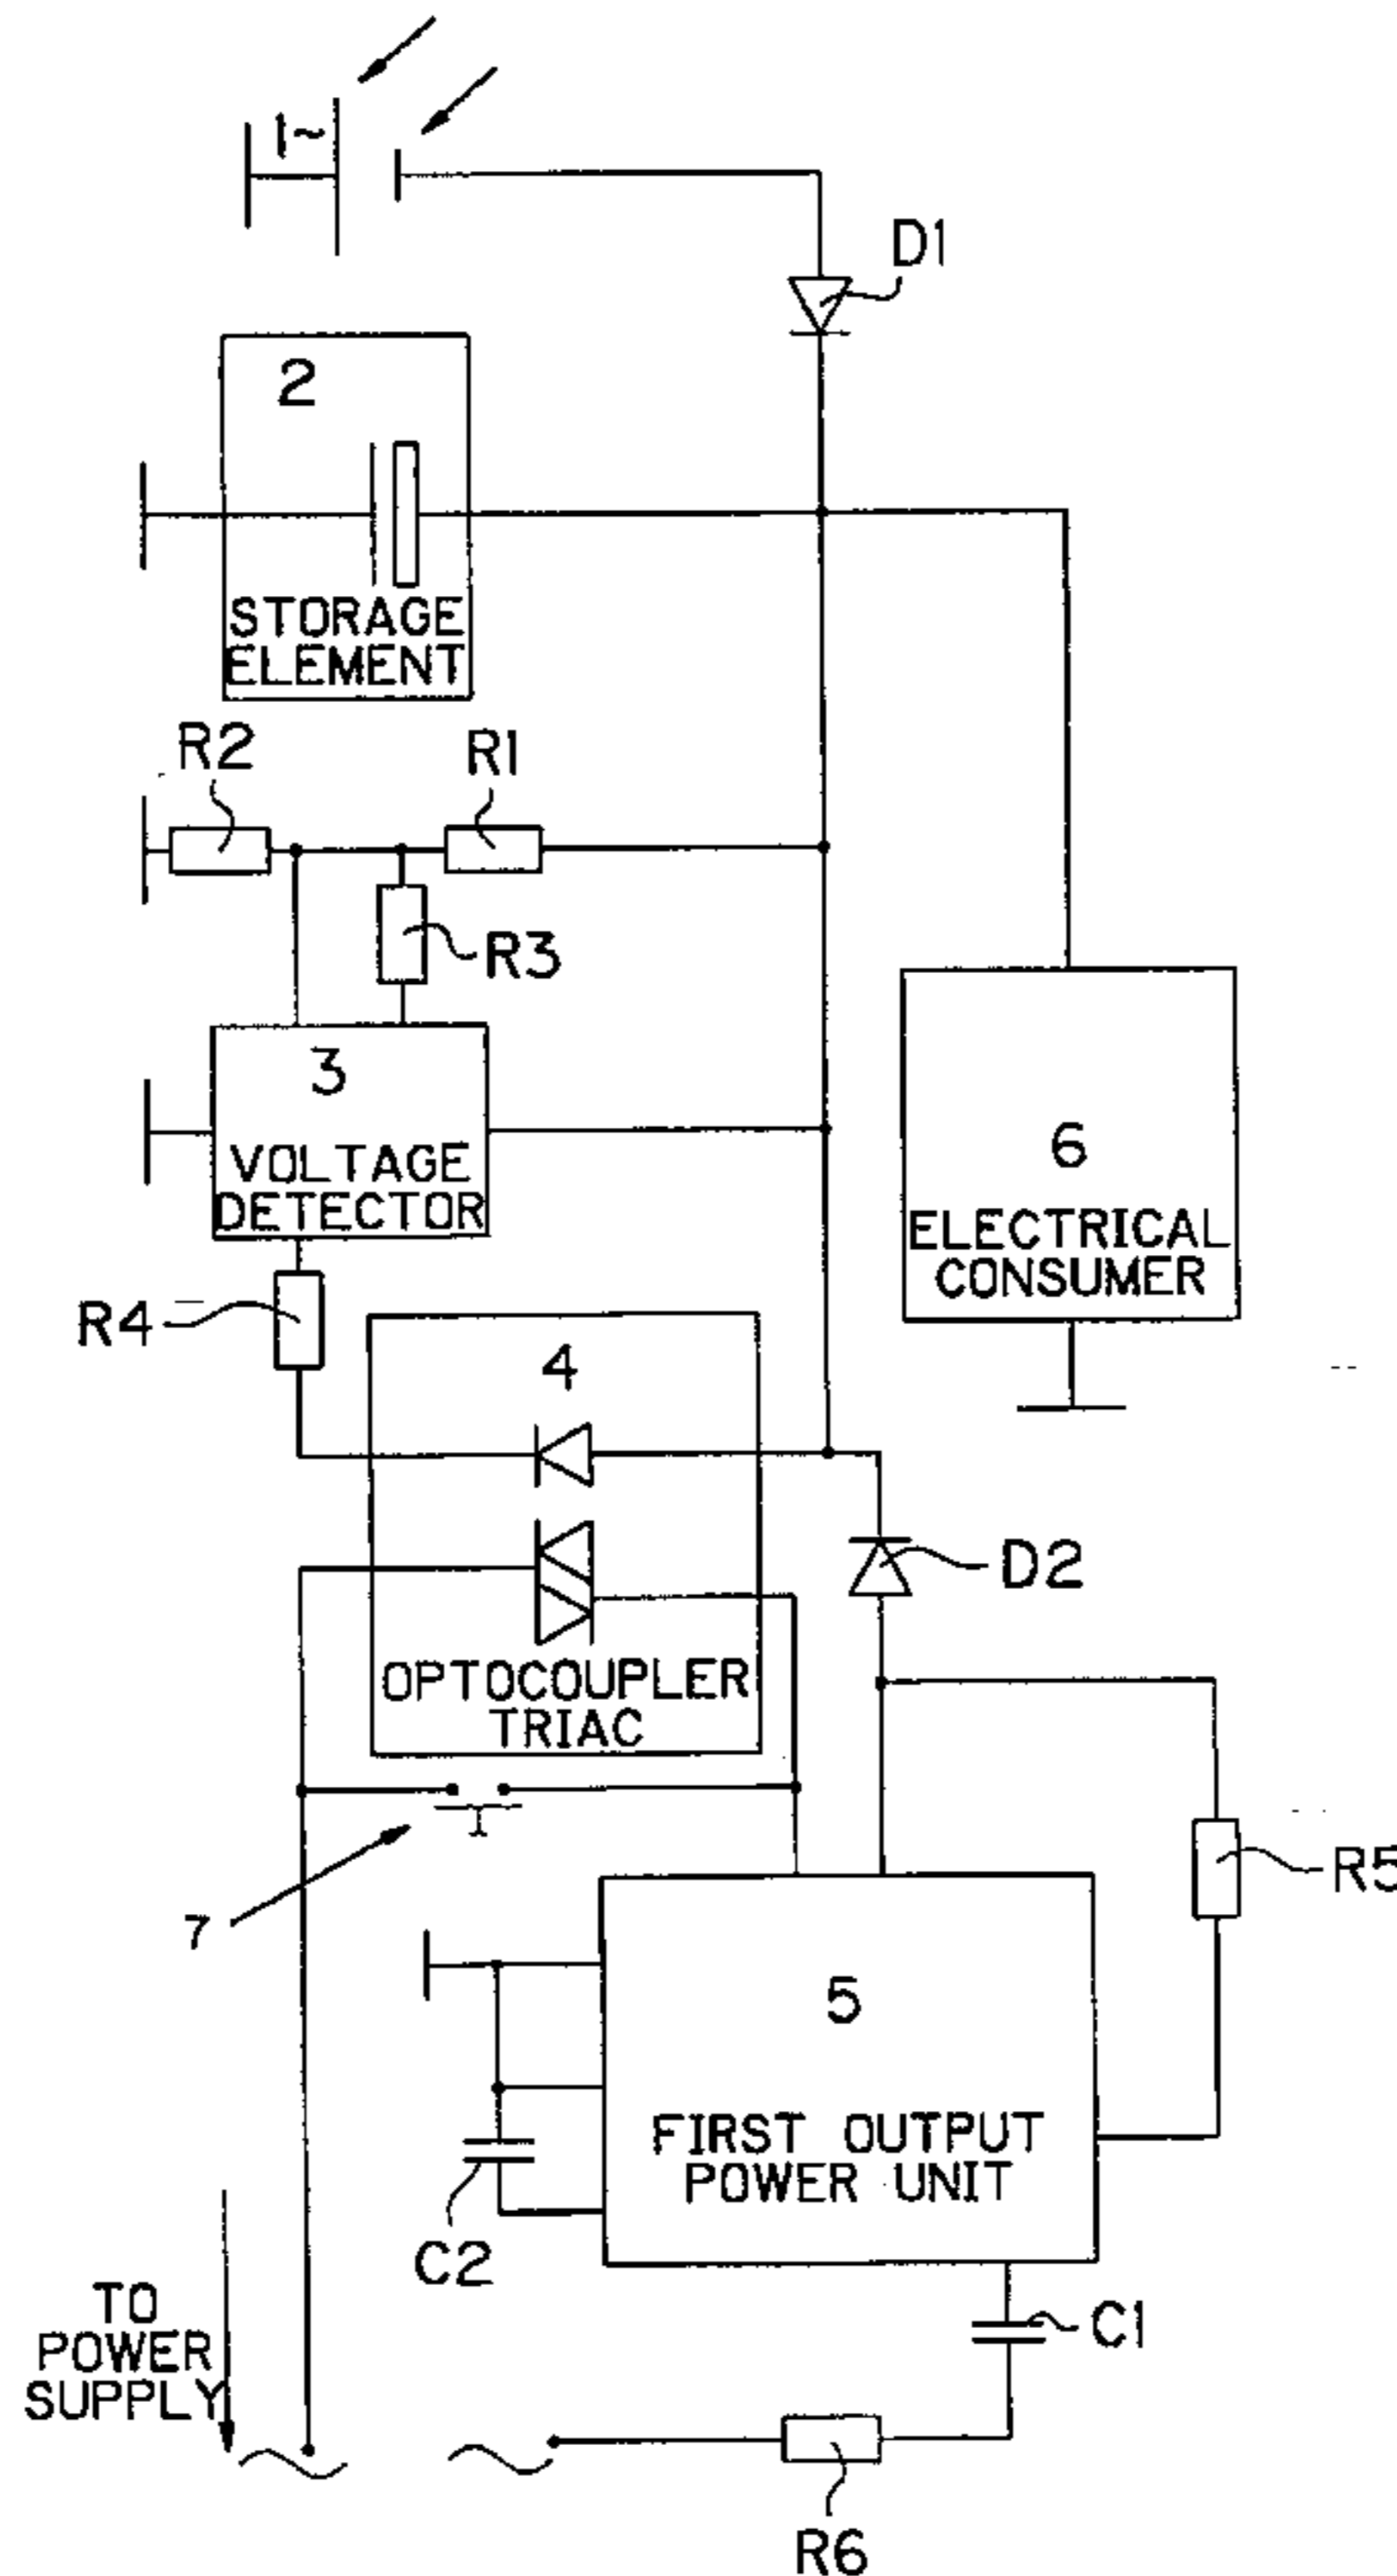 1~
D1
2
STORAGE
ELEMENT
R2
R1
R3
3
VOLTAGE
DETECTOR
6
ELECTRICAL
CONSUMER
R4
4
D2
OPTOCOUPLER
TRIAC
7
R5
5
FIRST OUTPUT
POWER UNIT
C2
C1
TO
POWER
SUPPLY
R6